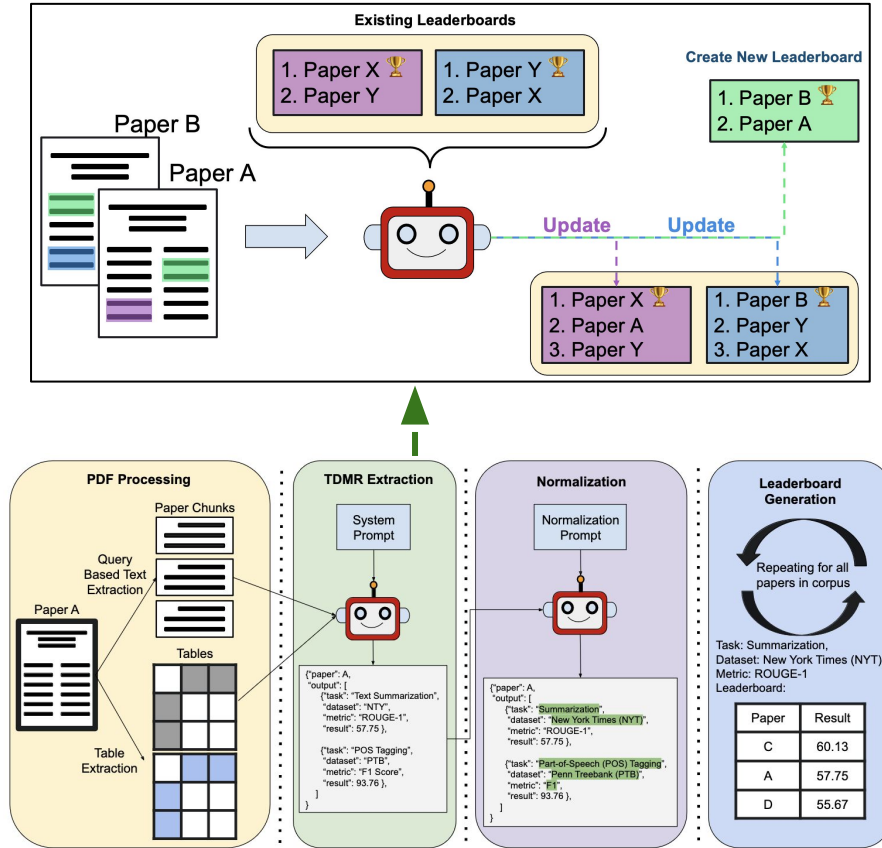 Existing Leaderboards
1. Paper X
2. Paper Y
1. Paper Y
2. Paper X
Create New Leaderboard
1. Paper B
2. Paper A
Paper B
Paper A
Update
Update
1. Paper X
2. Paper A
3. Paper Y
1. Paper B
2. Paper Y
3. Paper X
PDF Processing
Paper Chunks
Query
Based Text
Extraction
Paper A
Tables
Table
Extraction
TDMR Extraction
System
Prompt
{"paper": A,
"output": [
{"task": "Text Summarization",
"dataset": "NTY",
"metric": "ROUGE-1",
"result": 57.75 },
{"task": "POS Tagging",
"dataset": "PTB",
"metric": "F1 Score",
"result": 93.76 },
]
}
Normalization
Normalization
Prompt
{"paper": A,
"output": [
{"task": "Summarization",
"dataset": "New York Times (NYT)",
"metric": "ROUGE-1",
"result": 57.75 },
{"task": "Part-of-Speech (POS) Tagging",
"dataset": "Penn Treebank (PTB)",
"metric": "F1",
"result": 93.76 },
]
}
Leaderboard
Generation
Repeating for all
papers in corpus
Task: Summarization,
Dataset: New York Times (NYT)
Metric: ROUGE-1
Leaderboard:
Paper Result
C 60.13
A 57.75
D 55.67